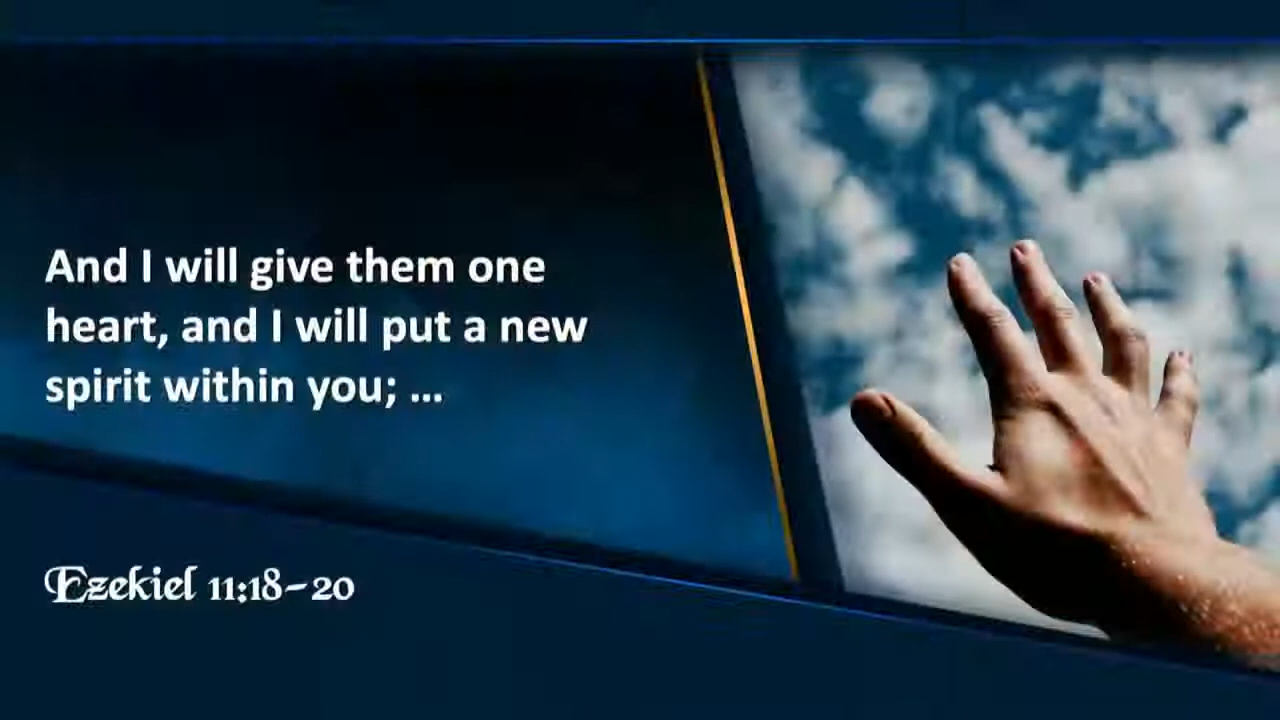 And I will give them one
heart, and I will put a new
spirit within you; ...
Ezekiel 11:18-20